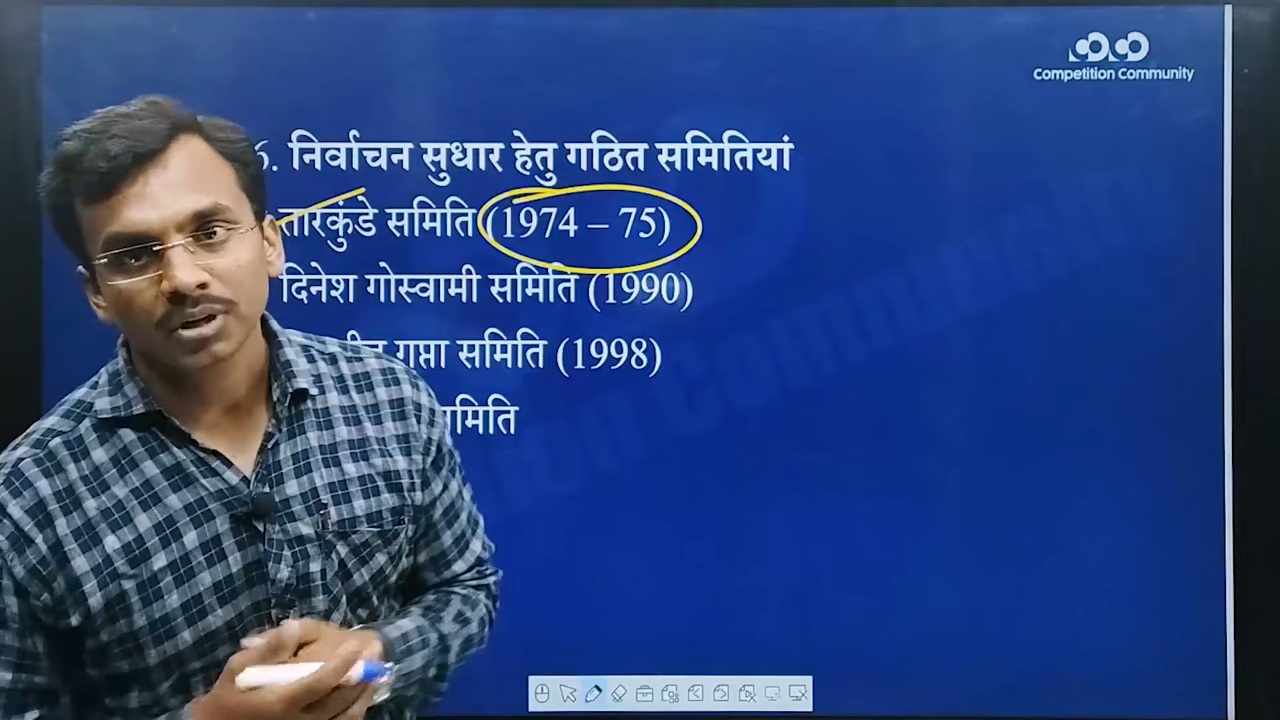 Competition Community
6. निर्वाचन सुधार हेतु गठित समितियां
तारकुंडे समिति (1974 – 75)
दिनेश गोस्वामी समिति (1990)
गुप्ता समिति (1998)
समिति